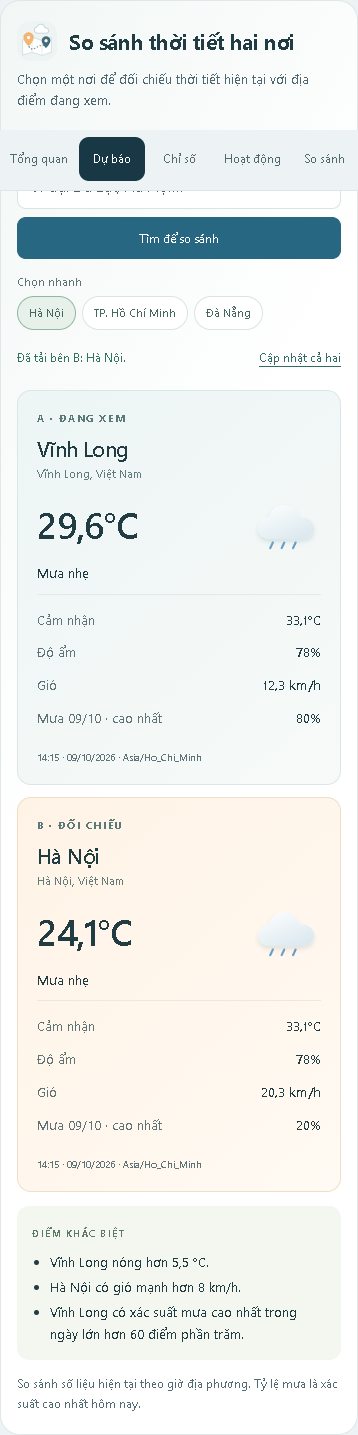 So sánh thời tiết hai nơi
Chọn một nơi để đối chiếu thời tiết hiện tại với địa
điểm đang xem.
Tổng quan
Dự báo
Chỉ số
Hoạt động
So sánh
Tìm để so sánh
Chọn nhanh
Hà Nội
TP. Hồ Chí Minh
Đà Nẵng
Đã tải bên B: Hà Nội.
Cập nhật cả hai
A · ĐANG XEM
Vĩnh Long
Vĩnh Long, Việt Nam
29,6°C
Mưa nhẹ
Cảm nhận 33,1°C
Độ ẩm 78%
Gió 12,3 km/h
Mưa 09/10 · cao nhất 80%
14:15 · 09/10/2026 · Asia/Ho_Chi_Minh
B · ĐỐI CHIẾU
Hà Nội
Hà Nội, Việt Nam
24,1°C
Mưa nhẹ
Cảm nhận 33,1°C
Độ ẩm 78%
Gió 20,3 km/h
Mưa 09/10 · cao nhất 20%
14:15 · 09/10/2026 · Asia/Ho_Chi_Minh
ĐIỂM KHÁC BIỆT
• Vĩnh Long nóng hơn 5,5 °C.
• Hà Nội có gió mạnh hơn 8 km/h.
• Vĩnh Long có xác suất mưa cao nhất trong
ngày lớn hơn 60 điểm phần trăm.
So sánh số liệu hiện tại theo giờ địa phương. Tỷ lệ mưa là xác
suất cao nhất hôm nay.